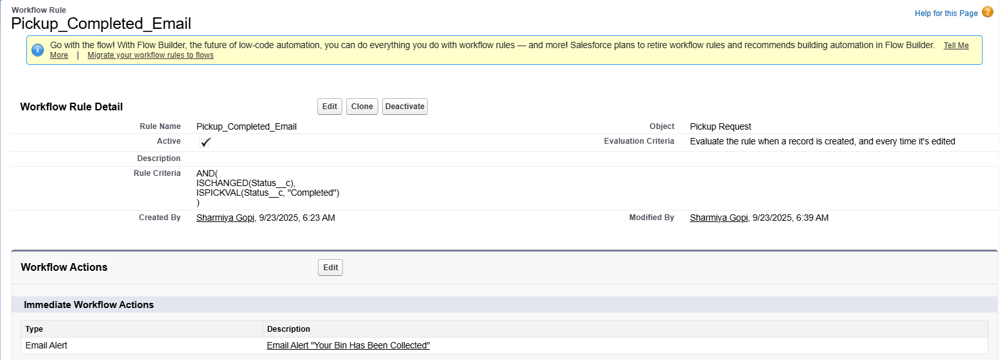 Workflow Rule
Pickup_Completed_Email
Help for this Page ?
Go with the flow! With Flow Builder, the future of low-code automation, you can do everything you do with workflow rules — and more! Salesforce plans to retire workflow rules and recommends building automation in Flow Builder. Tell Me
More | Migrate your workflow rules to flows
Workflow Rule Detail Edit Clone Deactivate
Rule Name Pickup_Completed_Email Object Pickup Request
Active Evaluation Criteria Evaluate the rule when a record is created, and every time it's edited
Description
Rule Criteria AND(
ISCHANGED(Status__c),
ISPICKVAL(Status__c, "Completed")
)
Created By Sharmiya Gopi, 9/23/2025, 6:23 AM Modified By Sharmiya Gopi, 9/23/2025, 6:39 AM
Workflow Actions Edit
Immediate Workflow Actions
Type Description
Email Alert Email Alert "Your Bin Has Been Collected"